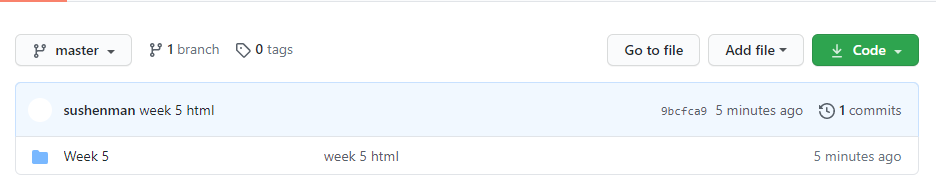 master 1 branch 0 tags Go to file Add file Code
sushenman week 5 html 9bcfca9 5 minutes ago 1 commits
Week 5 week 5 html 5 minutes ago